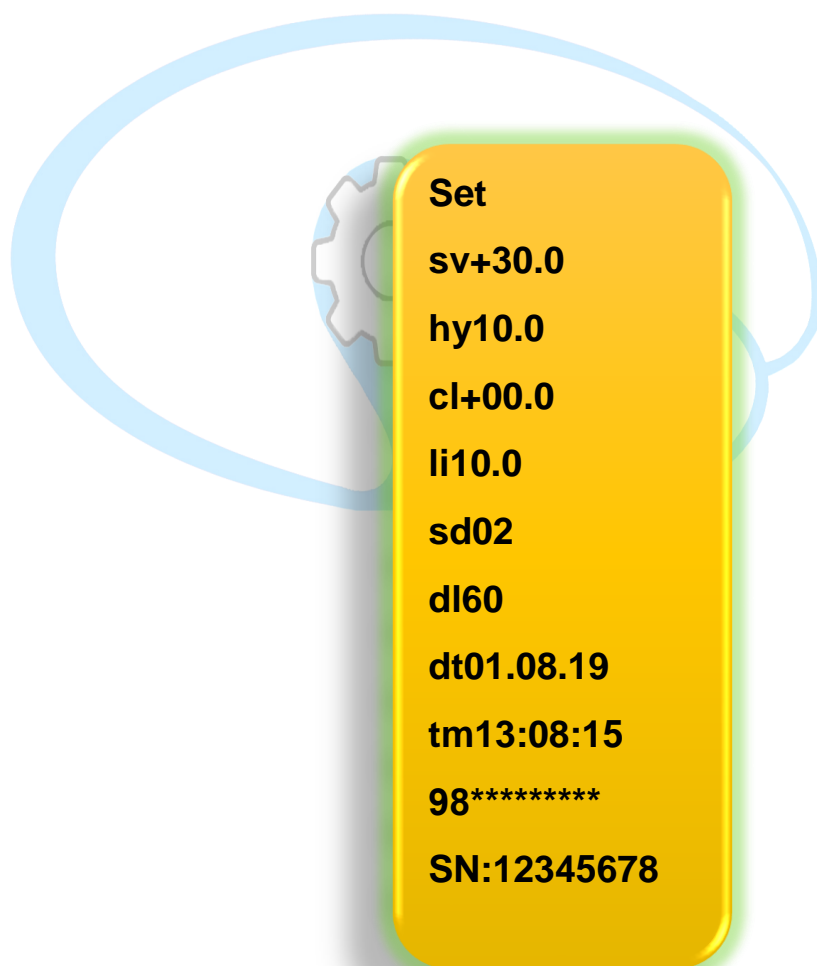 Set
sv+30.0
hy10.0
cl+00.0
li10.0
sd02
dl60
dt01.08.19
tm13:08:15
98*********
SN:12345678